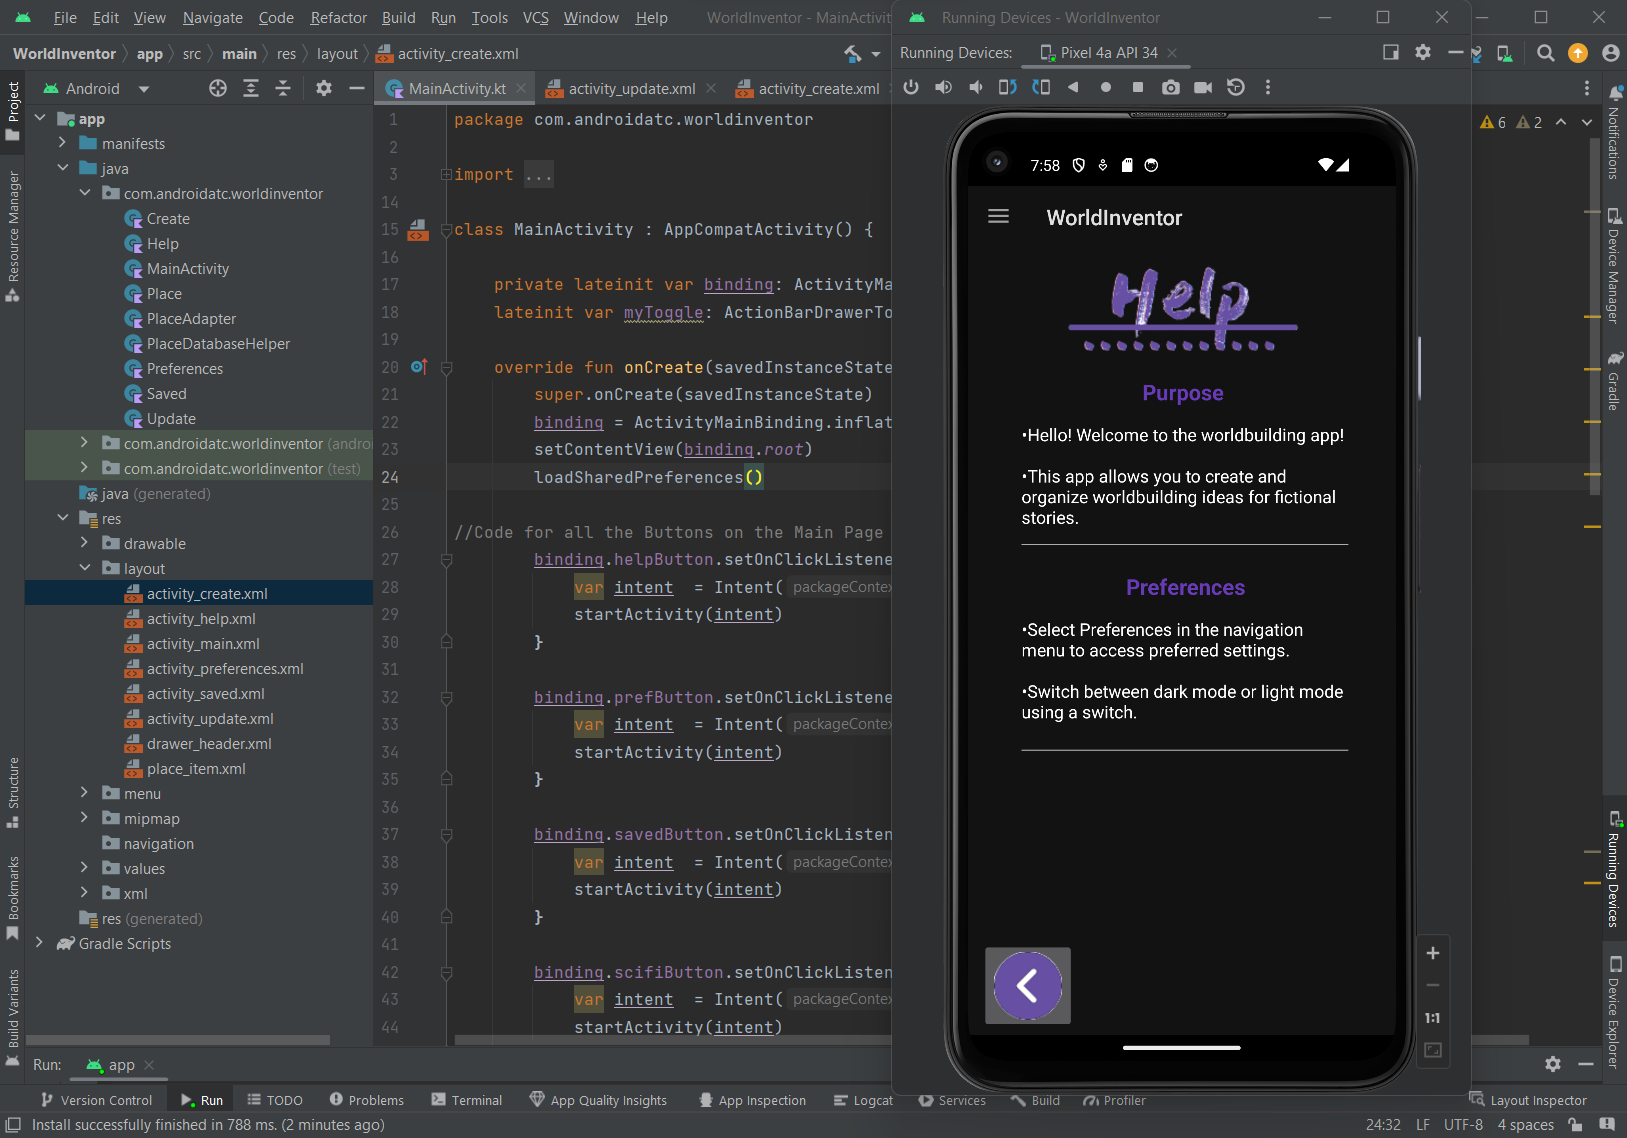 File Edit View Navigate Code Refactor Build Run Tools VCS Window Help WorldInventor - MainActivit
Running Devices - WorldInventor
WorldInventor app src main res layout activity_create.xml
Running Devices: Pixel 4a API 34
Project
Resource Manager
Structure
Bookmarks
Build Variants
Android
app
manifests
java
com.androidatc.worldinventor
Create
Help
MainActivity
Place
PlaceAdapter
PlaceDatabaseHelper
Preferences
Saved
Update
com.androidatc.worldinventor (andro
com.androidatc.worldinventor (test)
java (generated)
res
drawable
layout
activity_create.xml
activity_help.xml
activity_main.xml
activity_preferences.xml
activity_saved.xml
activity_update.xml
drawer_header.xml
place_item.xml
menu
mipmap
navigation
values
xml
res (generated)
Gradle Scripts
MainActivity.kt activity_update.xml activity_create.xml
1 package com.androidatc.worldinventor
2
3 import ...
14
15 class MainActivity : AppCompatActivity() {
16
17 private lateinit var binding: ActivityMa
18 lateinit var myToggle: ActionBarDrawerTo
19
20 override fun onCreate(savedInstanceState
21 super.onCreate(savedInstanceState)
22 binding = ActivityMainBinding.inflat
23 setContentView(binding.root)
24 loadSharedPreferences()
25
26 //Code for all the Buttons on the Main Page
27 binding.helpButton.setOnClickListene
28 var intent = Intent( packageContex
29 startActivity(intent)
30 }
31
32 binding.prefButton.setOnClickListene
33 var intent = Intent( packageContex
34 startActivity(intent)
35 }
36
37 binding.savedButton.setOnClickListen
38 var intent = Intent( packageContex
39 startActivity(intent)
40 }
41
42 binding.scifiButton.setOnClickListen
43 var intent = Intent( packageContex
44 startActivity(intent)
6 2
7:58
WorldInventor
Help
Purpose
•Hello! Welcome to the worldbuilding app!
•This app allows you to create and
organize worldbuilding ideas for fictional
stories.
Preferences
•Select Preferences in the navigation
menu to access preferred settings.
•Switch between dark mode or light mode
using a switch.
1:1
Notifications
Device Manager
Gradle
Running Devices
Device Explorer
Run: app
Version Control Run TODO Problems Terminal App Quality Insights App Inspection Logcat Services Build Profiler Layout Inspector
Install successfully finished in 788 ms. (2 minutes ago)
24:32 LF UTF-8 4 spaces